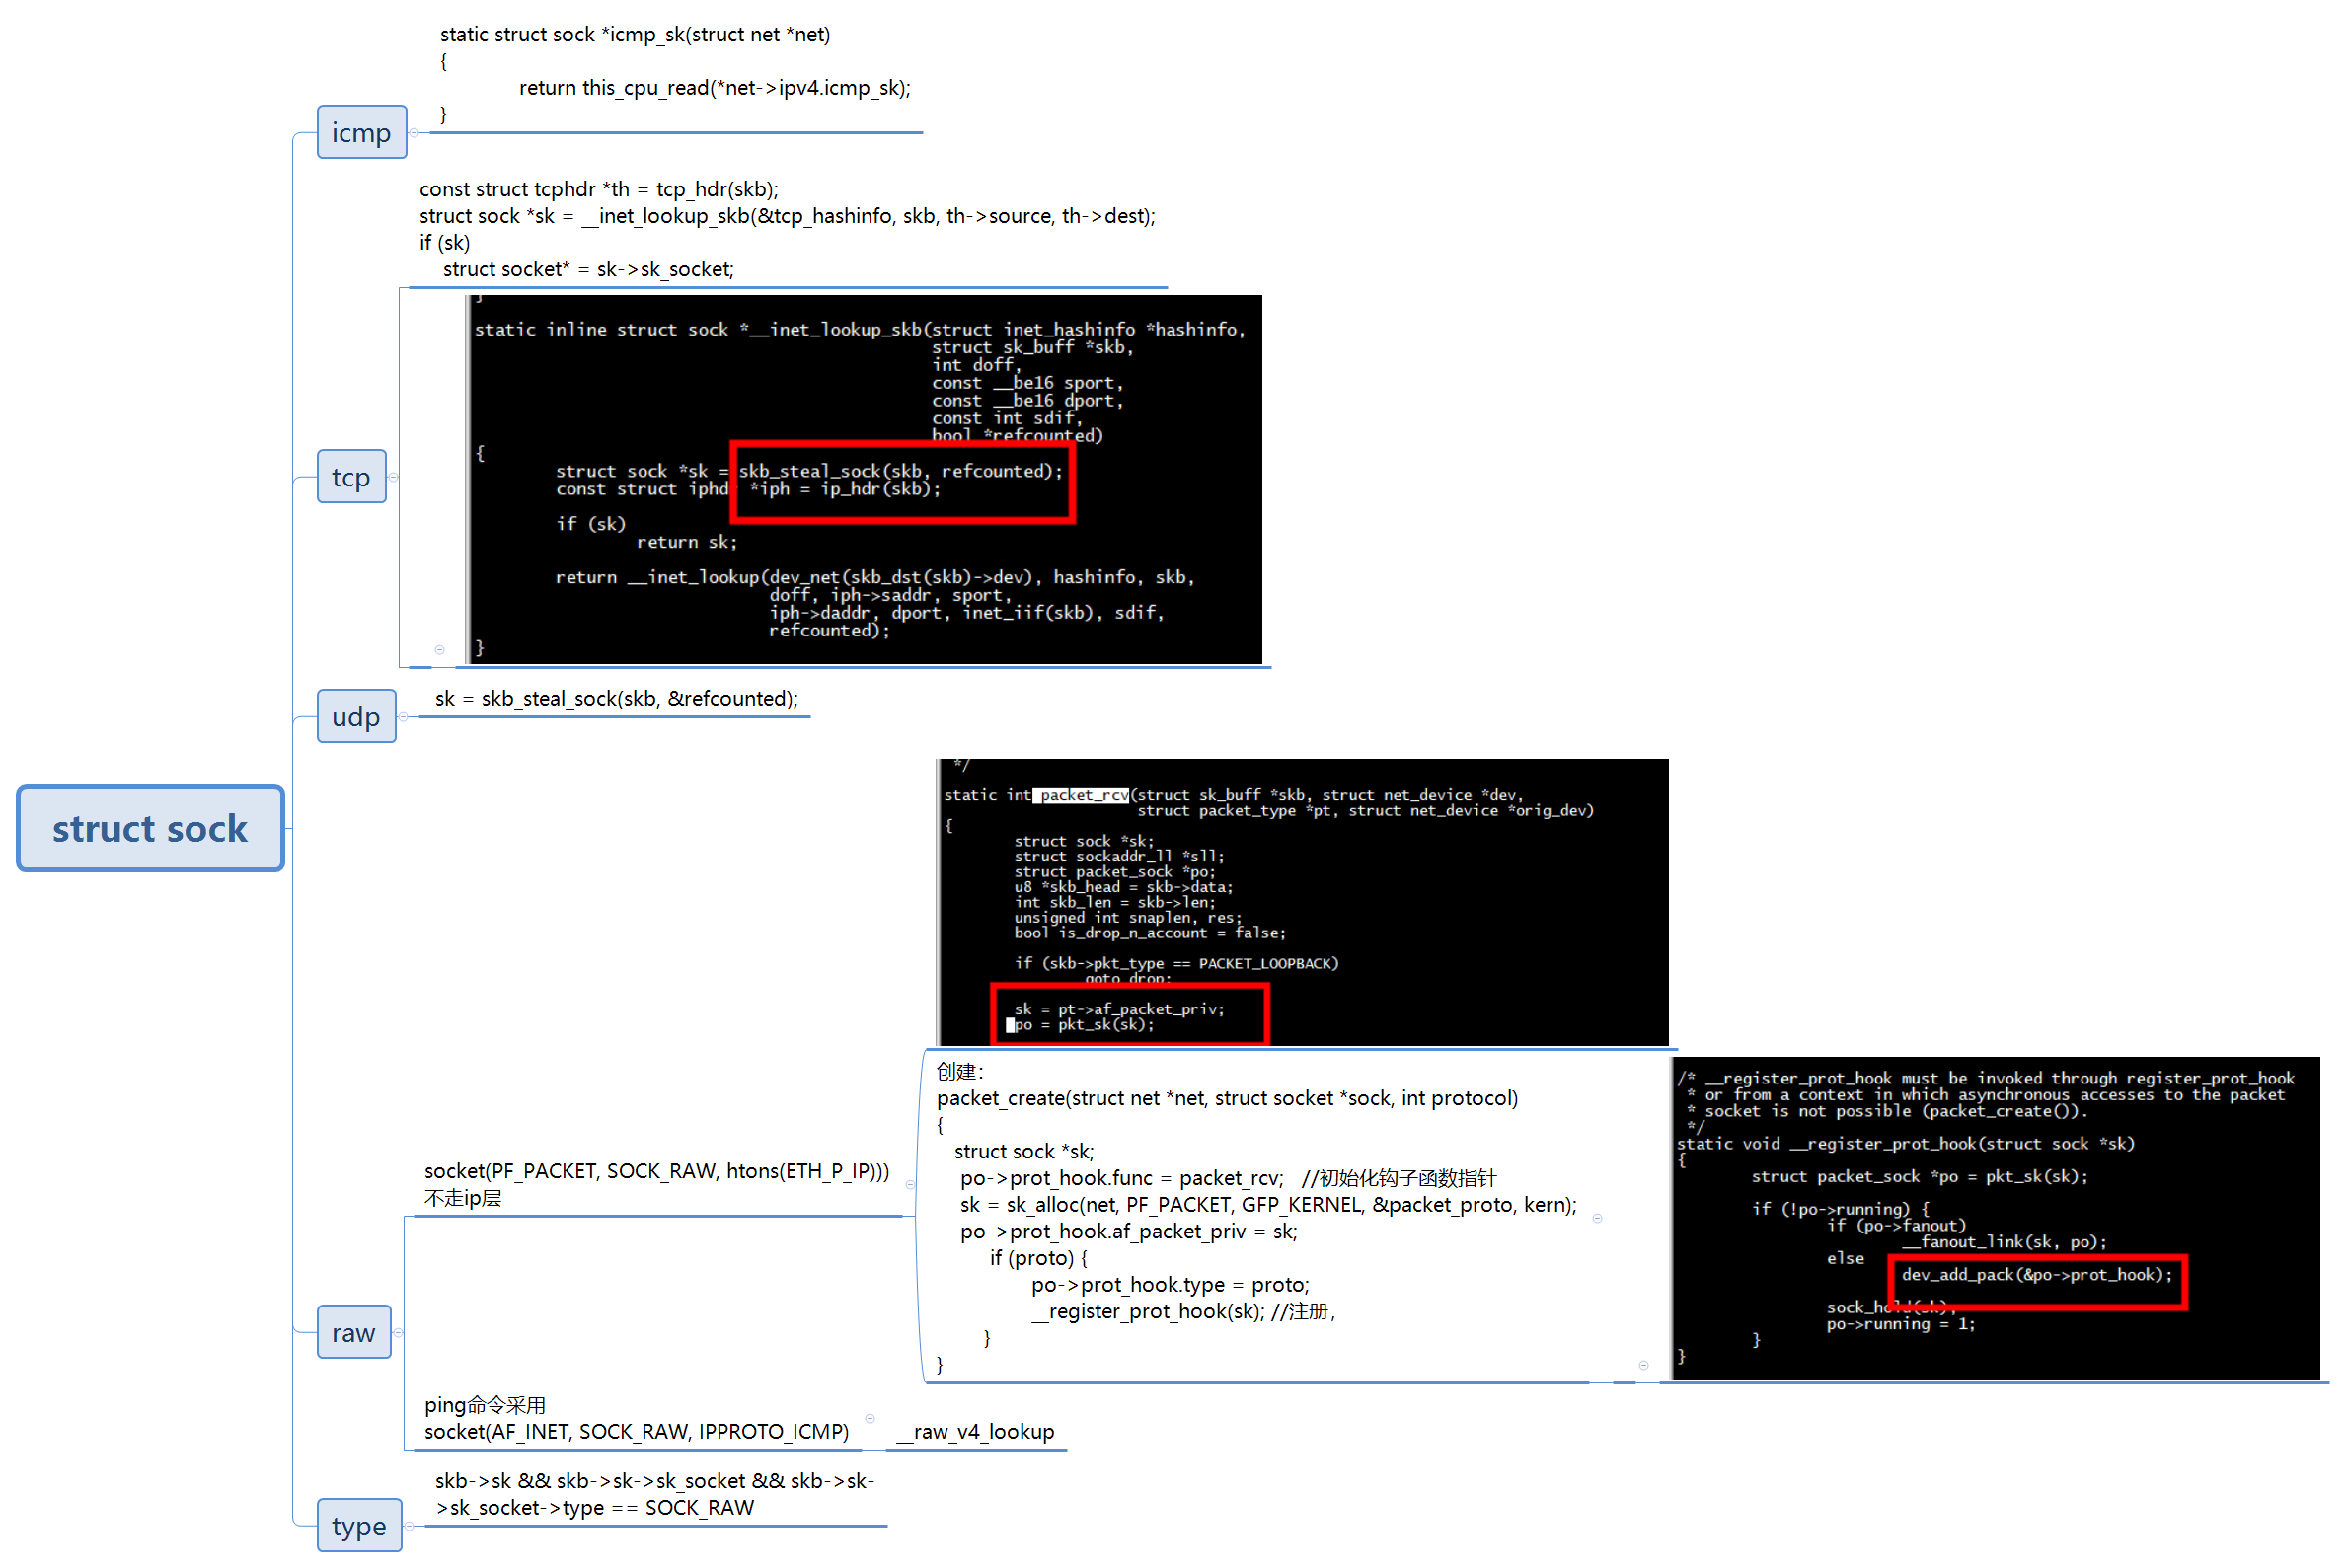 static struct sock *icmp_sk(struct net *net)
{
return this_cpu_read(*net->ipv4.icmp_sk);
}
icmp
const struct tcphdr *th = tcp_hdr(skb);
struct sock *sk = __inet_lookup_skb(&tcp_hashinfo, skb, th->source, th->dest);
if (sk)
struct socket* = sk->sk_socket;
}
static inline struct sock *__inet_lookup_skb(struct inet_hashinfo *hashinfo,
struct sk_buff *skb,
int doff,
const __be16 sport,
const __be16 dport,
const int sdif,
bool *refcounted)
{
struct sock *sk = skb_steal_sock(skb, refcounted);
const struct iphdr *iph = ip_hdr(skb);
if (sk)
return sk;
return __inet_lookup(dev_net(skb_dst(skb)->dev), hashinfo, skb,
doff, iph->saddr, sport,
iph->daddr, dport, inet_iif(skb), sdif,
refcounted);
}
tcp
udp
sk = skb_steal_sock(skb, &refcounted);
struct sock
*/
static int packet_rcv(struct sk_buff *skb, struct net_device *dev,
struct packet_type *pt, struct net_device *orig_dev)
{
struct sock *sk;
struct sockaddr_ll *sll;
struct packet_sock *po;
u8 *skb_head = skb->data;
int skb_len = skb->len;
unsigned int snaplen, res;
bool is_drop_n_account = false;
if (skb->pkt_type == PACKET_LOOPBACK)
goto drop;
sk = pt->af_packet_priv;
po = pkt_sk(sk);
socket(PF_PACKET, SOCK_RAW, htons(ETH_P_IP)))
不走ip层
创建：
packet_create(struct net *net, struct socket *sock, int protocol)
{
struct sock *sk;
po->prot_hook.func = packet_rcv; //初始化钩子函数指针
sk = sk_alloc(net, PF_PACKET, GFP_KERNEL, &packet_proto, kern);
po->prot_hook.af_packet_priv = sk;
if (proto) {
po->prot_hook.type = proto;
__register_prot_hook(sk); //注册，
}
}
/* __register_prot_hook must be invoked through register_prot_hook
* or from a context in which asynchronous accesses to the packet
* socket is not possible (packet_create()).
*/
static void __register_prot_hook(struct sock *sk)
{
struct packet_sock *po = pkt_sk(sk);
if (!po->running) {
if (po->fanout)
__fanout_link(sk, po);
else
dev_add_pack(&po->prot_hook);
sock_hold(sk);
po->running = 1;
}
}
raw
ping命令采用
socket(AF_INET, SOCK_RAW, IPPROTO_ICMP)
__raw_v4_lookup
type
skb->sk && skb->sk->sk_socket && skb->sk-
>sk_socket->type == SOCK_RAW